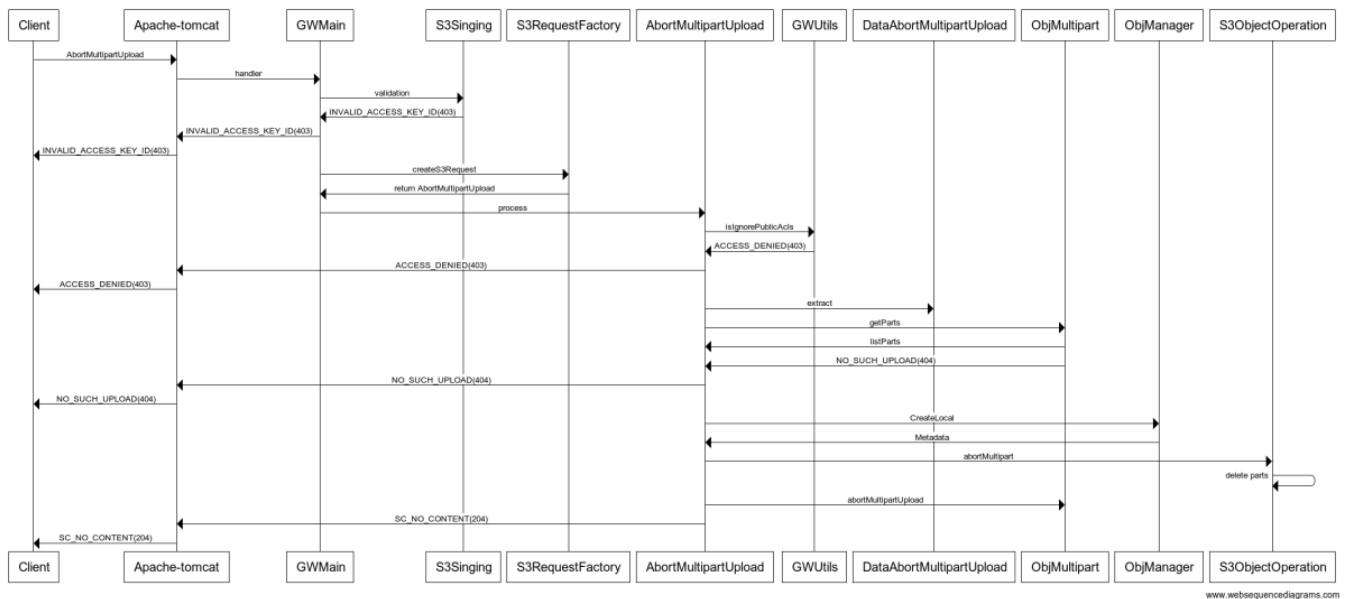 Client Apache-tomcat GWMain S3Singing S3RequestFactory AbortMultipartUpload GWUtils DataAbortMultipartUpload ObjMultipart ObjManager S3ObjectOperation
AbortMultipartUpload
handler
validation
INVALID_ACCESS_KEY_ID(403)
INVALID_ACCESS_KEY_ID(403)
INVALID_ACCESS_KEY_ID(403)
createS3Request
return AbortMultipartUpload
process
isIgnorePublicAcls
ACCESS_DENIED(403)
ACCESS_DENIED(403)
ACCESS_DENIED(403)
extract
getParts
listParts
NO_SUCH_UPLOAD(404)
NO_SUCH_UPLOAD(404)
NO_SUCH_UPLOAD(404)
CreateLocal
Metadata
abortMultipart
delete parts
abortMultipartUpload
SC_NO_CONTENT(204)
SC_NO_CONTENT(204)
Client Apache-tomcat GWMain S3Singing S3RequestFactory AbortMultipartUpload GWUtils DataAbortMultipartUpload ObjMultipart ObjManager S3ObjectOperation
www.websequencediagrams.com